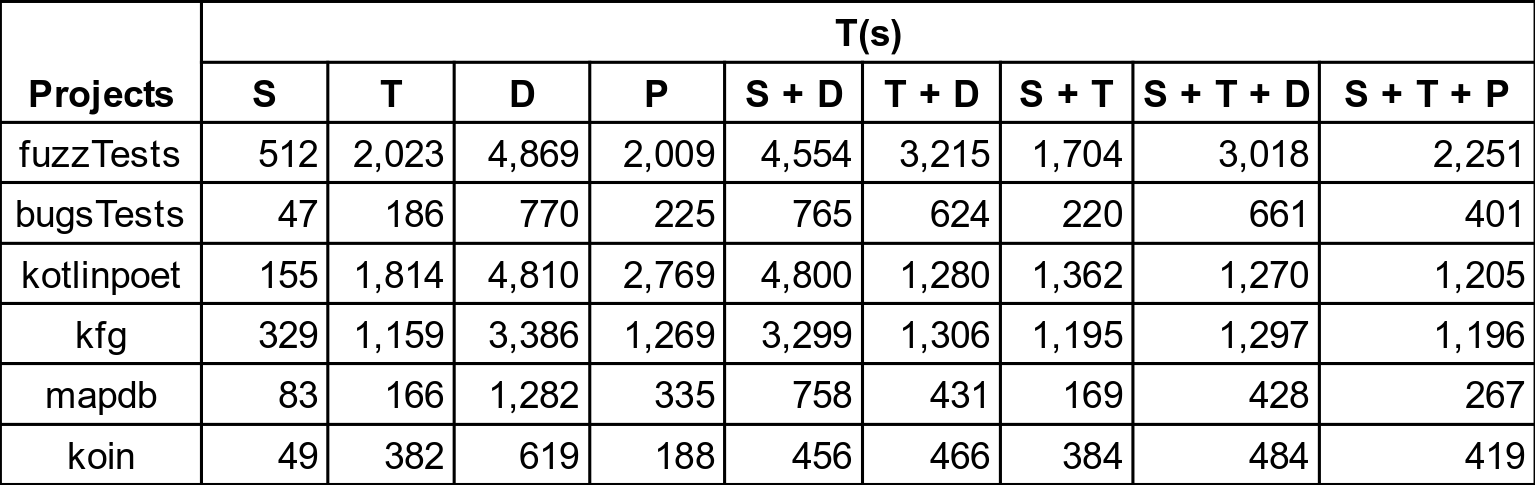 T(s)
Projects S T D P S + D T + D S + T S + T + D S + T + P
fuzzTests 512 2,023 4,869 2,009 4,554 3,215 1,704 3,018 2,251
bugsTests 47 186 770 225 765 624 220 661 401
kotlinpoet 155 1,814 4,810 2,769 4,800 1,280 1,362 1,270 1,205
kfg 329 1,159 3,386 1,269 3,299 1,306 1,195 1,297 1,196
mapdb 83 166 1,282 335 758 431 169 428 267
koin 49 382 619 188 456 466 384 484 419